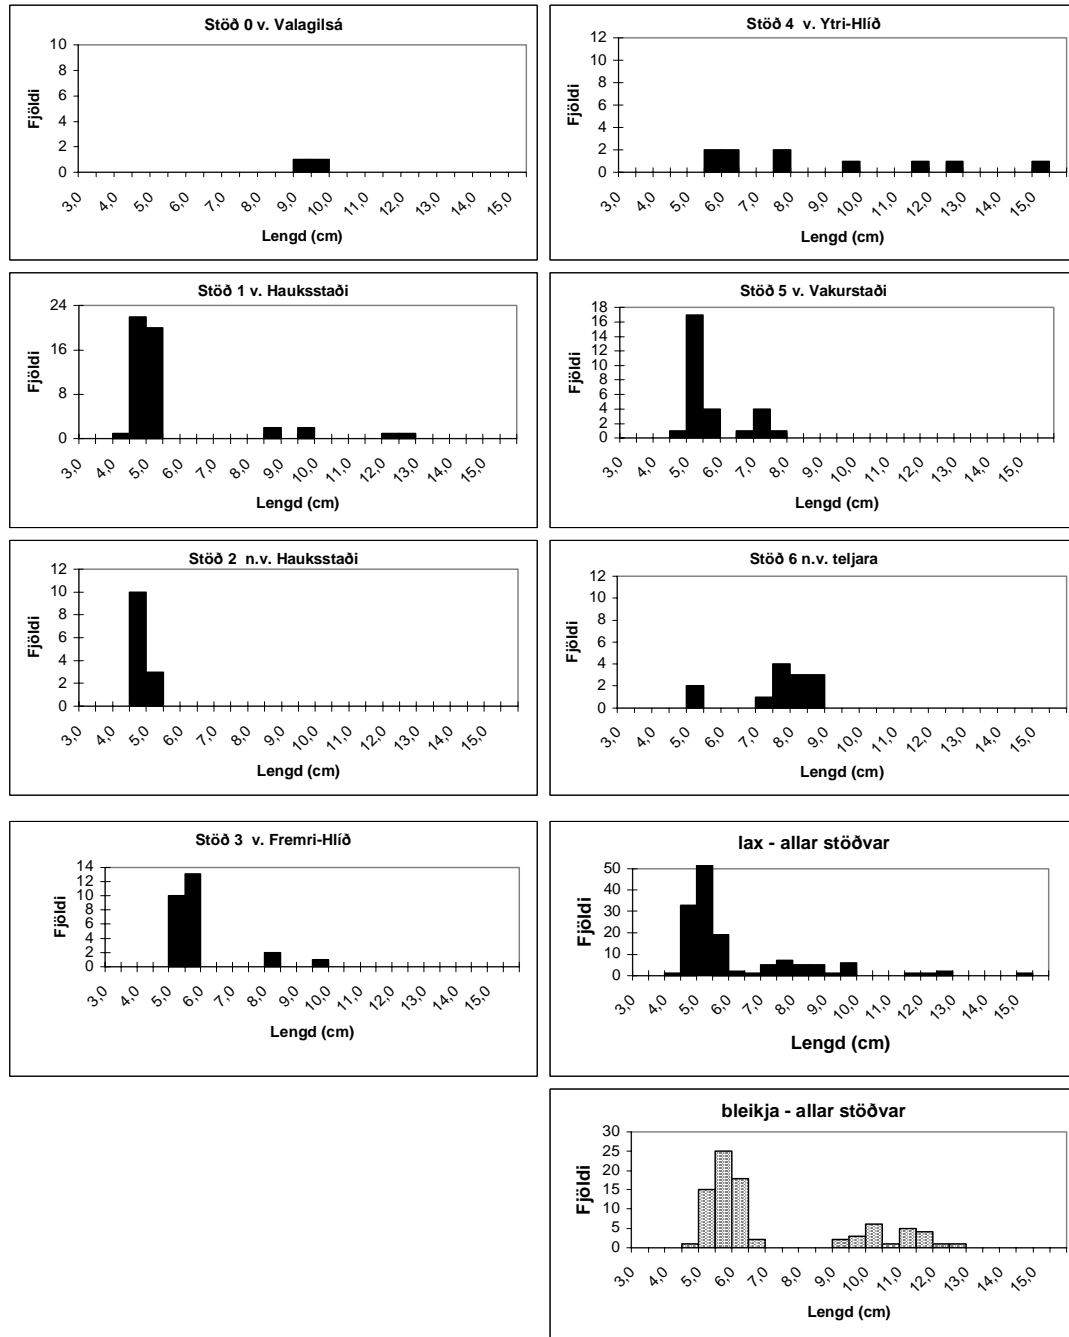 Stöð 0 v. Valagilsá
Fjöldi
10
8
6
4
2
0
3,0 4,0 5,0 6,0 7,0 8,0 9,0 10,0 11,0 12,0 13,0 14,0 15,0
Lengd (cm)
Stöð 4 v. Ytri-Hlíð
Fjöldi
12
10
8
6
4
2
0
3,0 4,0 5,0 6,0 7,0 8,0 9,0 10,0 11,0 12,0 13,0 14,0 15,0
Lengd (cm)
Stöð 1 v. Hauksstaði
Fjöldi
24
16
8
0
3,0 4,0 5,0 6,0 7,0 8,0 9,0 10,0 11,0 12,0 13,0 14,0 15,0
Lengd (cm)
Stöð 5 v. Vakurstaði
Fjöldi
18
16
14
12
10
8
6
4
2
0
3,0 4,0 5,0 6,0 7,0 8,0 9,0 10,0 11,0 12,0 13,0 14,0 15,0
Lengd (cm)
Stöð 2 n.v. Hauksstaði
Fjöldi
12
10
8
6
4
2
0
3,0 4,0 5,0 6,0 7,0 8,0 9,0 10,0 11,0 12,0 13,0 14,0 15,0
Lengd (cm)
Stöð 6 n.v. teljara
Fjöldi
12
10
8
6
4
2
0
3,0 4,0 5,0 6,0 7,0 8,0 9,0 10,0 11,0 12,0 13,0 14,0 15,0
Lengd (cm)
Stöð 3 v. Fremri-Hlíð
Fjöldi
14
12
10
8
6
4
2
0
3,0 4,0 5,0 6,0 7,0 8,0 9,0 10,0 11,0 12,0 13,0 14,0 15,0
Lengd (cm)
lax - allar stöðvar
Fjöldi
50
40
30
20
10
0
3,0 4,0 5,0 6,0 7,0 8,0 9,0 10,0 11,0 12,0 13,0 14,0 15,0
Lengd (cm)
bleikja - allar stöðvar
Fjöldi
30
25
20
15
10
5
0
3,0 4,0 5,0 6,0 7,0 8,0 9,0 10,0 11,0 12,0 13,0 14,0 15,0
Lengd (cm)